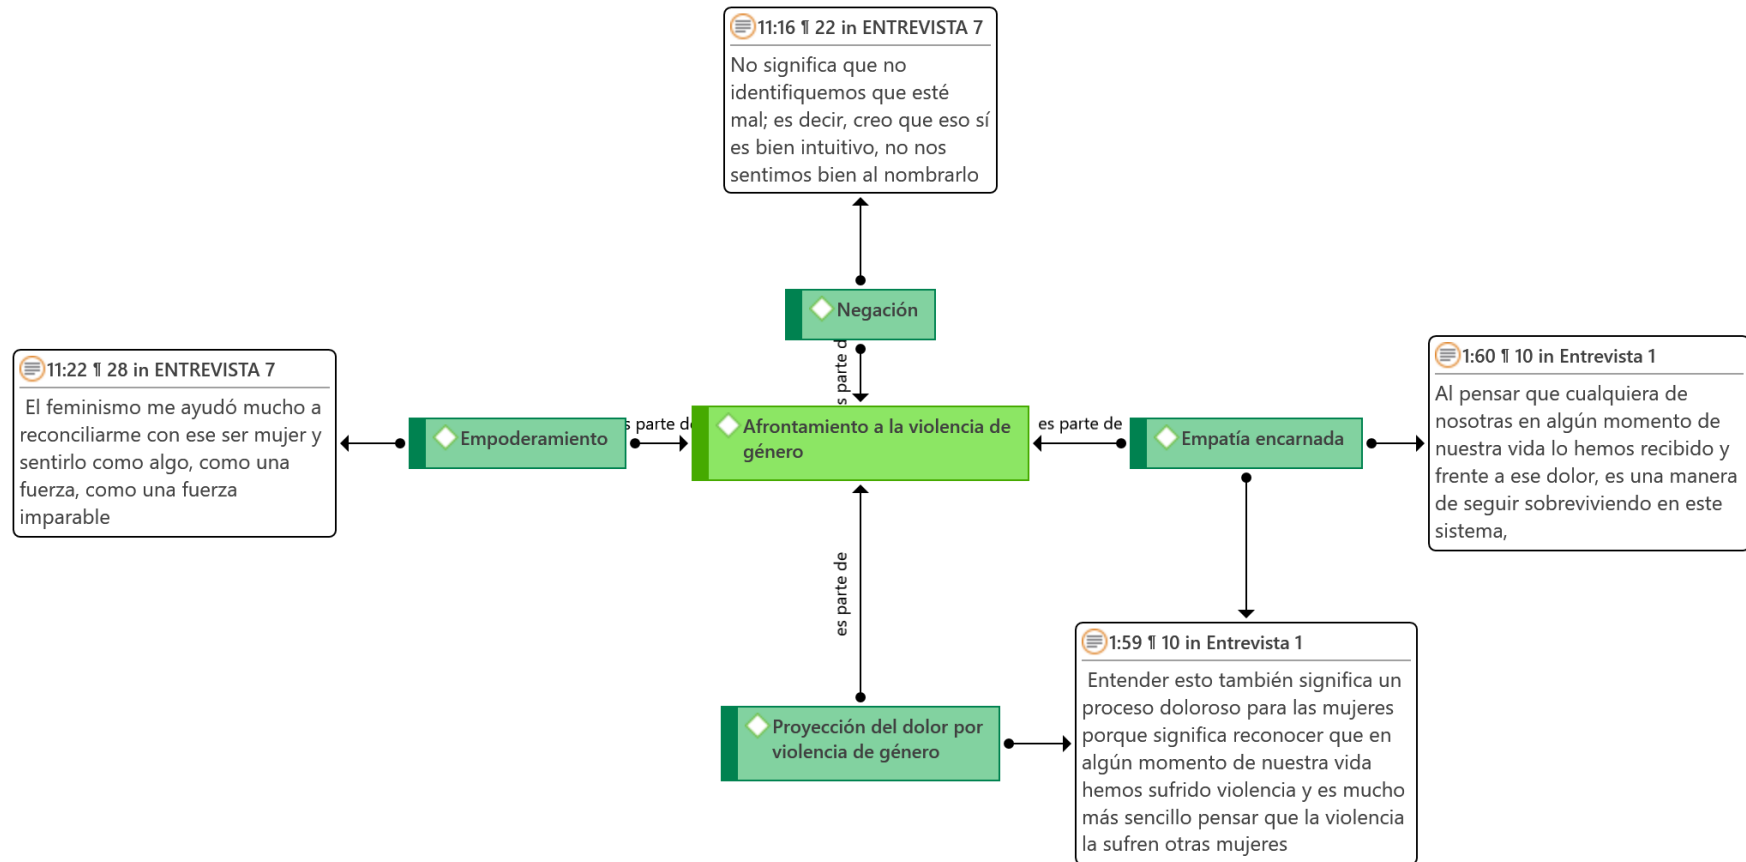 11:16 ¶ 22 in ENTREVISTA 7
No significa que no
identifiquemos que esté
mal; es decir, creo que eso sí
es bien intuitivo, no nos
sentimos bien al nombrarlo
Negación
s parte d
11:22 ¶ 28 in ENTREVISTA 7
El feminismo me ayudó mucho a
reconciliarme con ese ser mujer y
sentirlo como algo, como una
fuerza, como una fuerza
imparable
Empoderamiento
s parte de
Afrontamiento a la violencia de
género
es parte de
Empatía encarnada
1:60 ¶ 10 in Entrevista 1
Al pensar que cualquiera de
nosotras en algún momento de
nuestra vida lo hemos recibido y
frente a ese dolor, es una manera
de seguir sobreviviendo en este
sistema,
es parte de
Proyección del dolor por
violencia de género
1:59 ¶ 10 in Entrevista 1
Entender esto también significa un
proceso doloroso para las mujeres
porque significa reconocer que en
algún momento de nuestra vida
hemos sufrido violencia y es mucho
más sencillo pensar que la violencia
la sufren otras mujeres